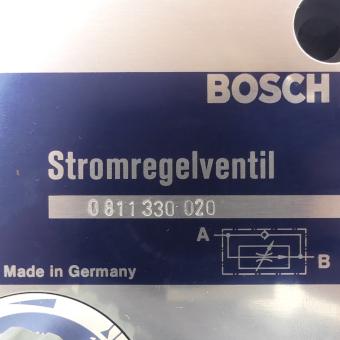 BOSCH
Stromregelventil
0 811 330 020
A
B
Made in Germany